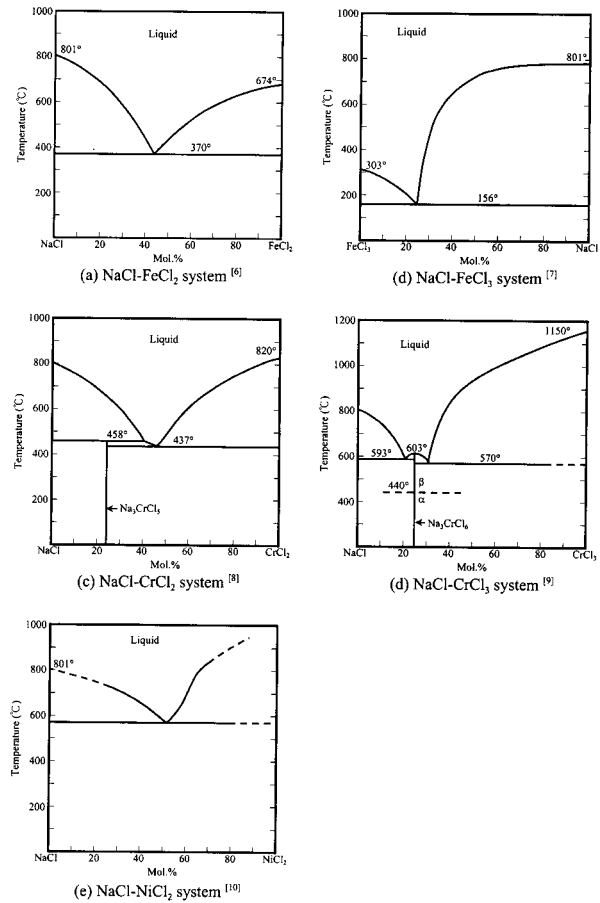 1000
Liquid
801°
800
674°
600
400
370°
200
Temperature (℃)
NaCl 20 40 60 80 FeCl2
Mol.%
(a) NaCl-FeCl2 system [6]
1000
Liquid
801°
800
600
400
303°
200
156°
Temperature (℃)
FeCl3 20 40 60 80 NaCl
Mol.%
(d) NaCl-FeCl3 system [7]
1000
Liquid
820°
800
600
458°
437°
400
200
Na3CrCl5
Temperature (℃)
NaCl 20 40 60 80 CrCl2
Mol.%
(c) NaCl-CrCl2 system [8]
1200
1150°
Liquid
1000
800
603°
593°
570°
600
440° β
α
400
Na3CrCl6
Temperature (℃)
NaCl 20 40 60 80 CrCl3
Mol.%
(d) NaCl-CrCl3 system [9]
1000
Liquid
801°
800
600
400
200
Temperature (℃)
NaCl 20 40 60 80 NiCl2
Mol.%
(e) NaCl-NiCl2 system [10]